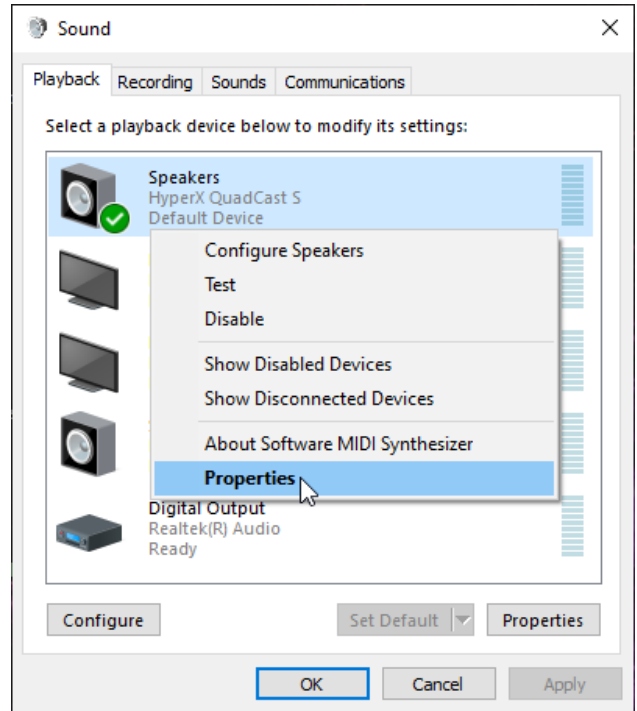 Sound
Playback Recording Sounds Communications
Select a playback device below to modify its settings:
Speakers
HyperX QuadCast S
Default Device
Configure Speakers
Test
Disable
Show Disabled Devices
Show Disconnected Devices
About Software MIDI Synthesizer
Properties
Digital Output
Realtek(R) Audio
Ready
Configure Set Default Properties
OK Cancel Apply